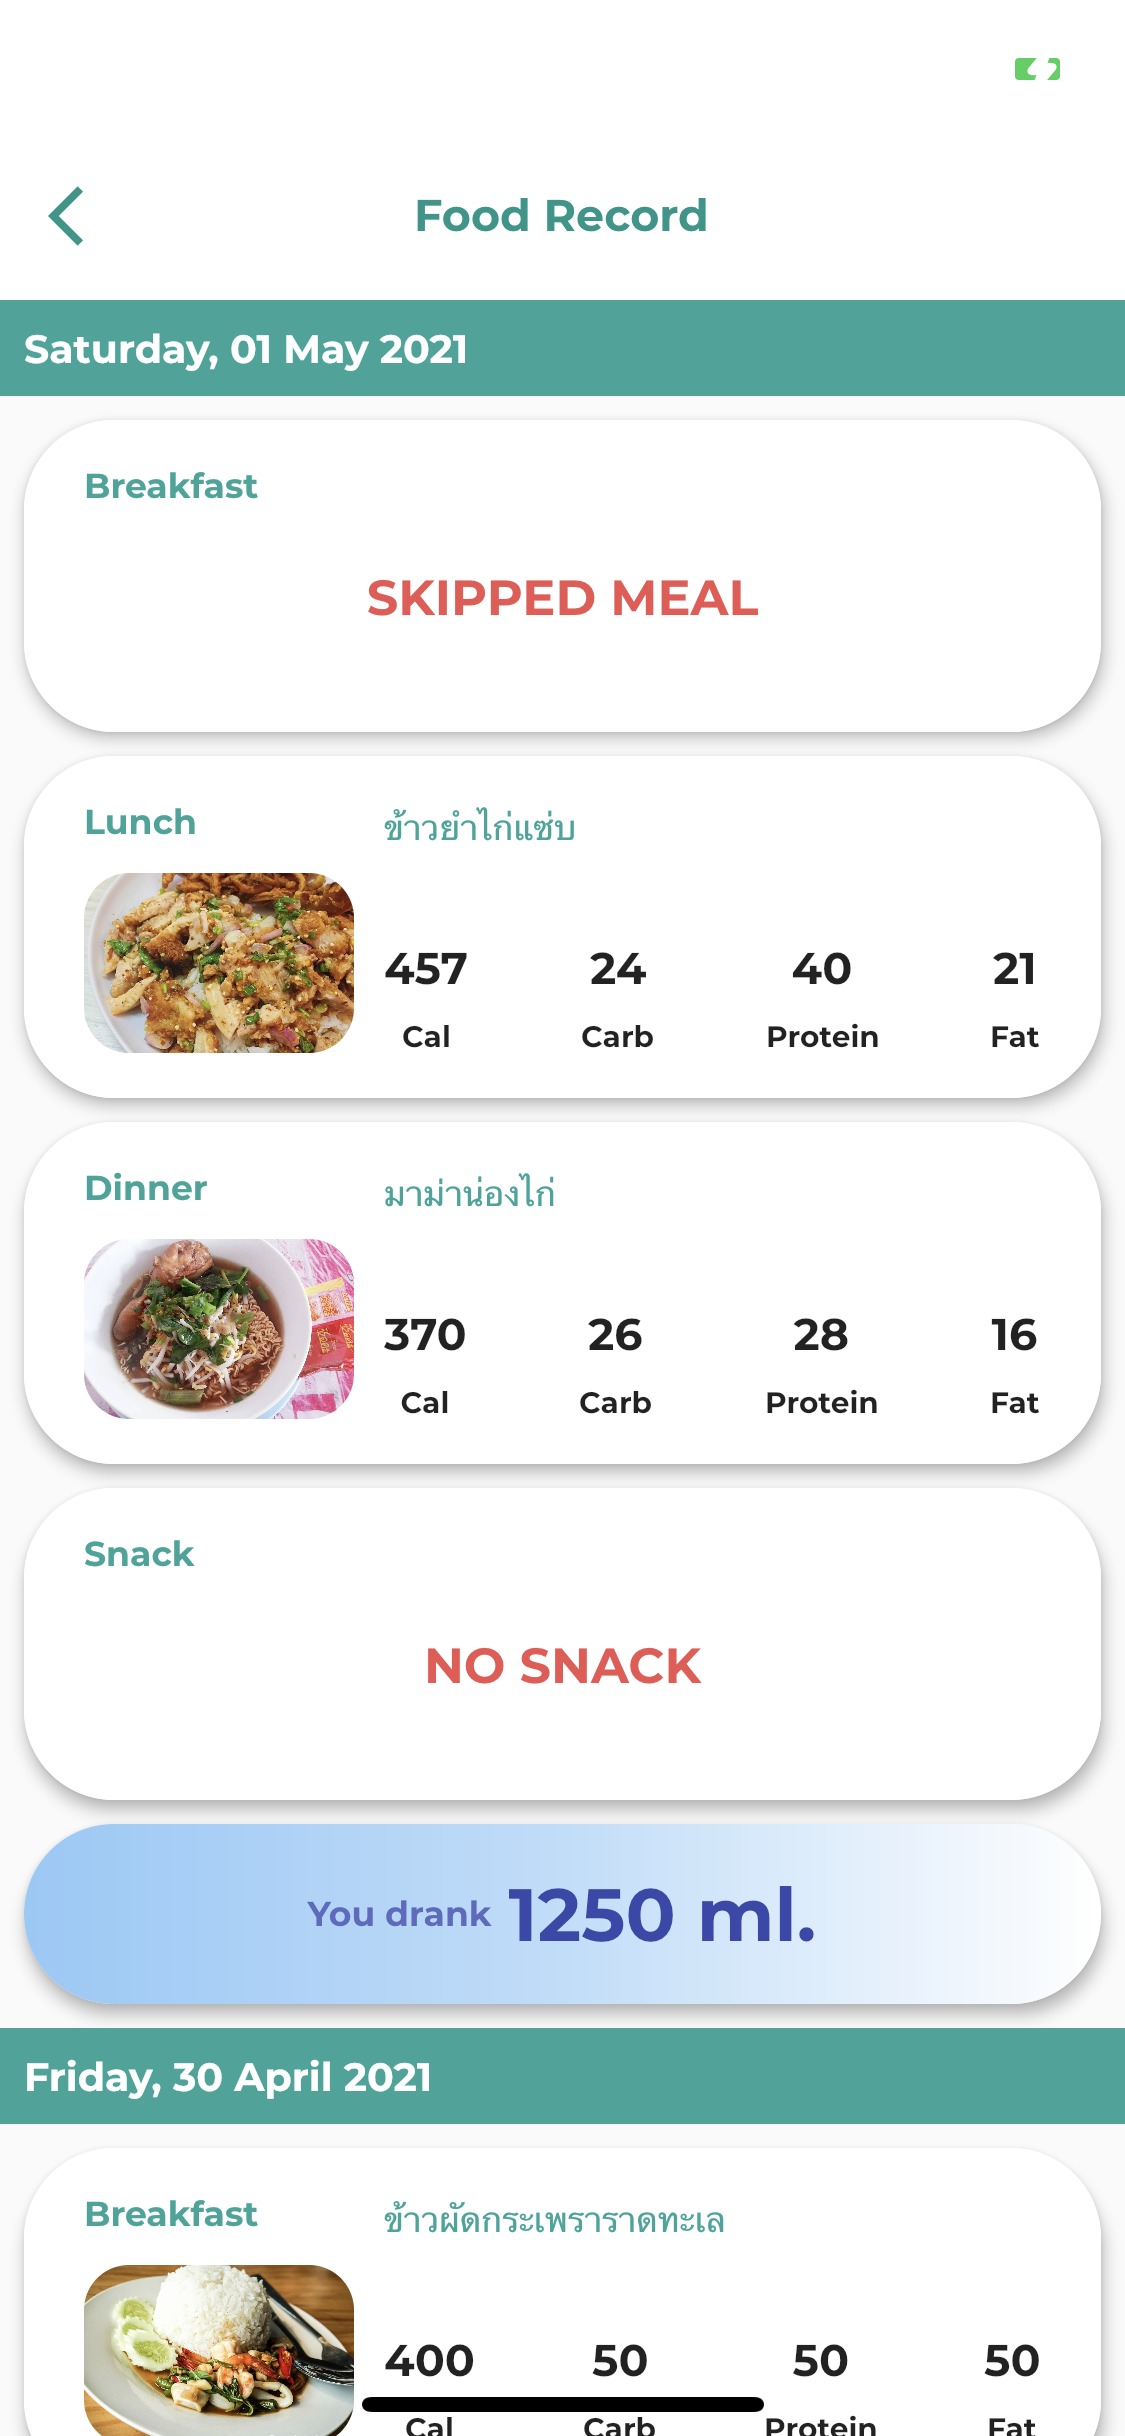 Food Record
Saturday, 01 May 2021
Breakfast
SKIPPED MEAL
Lunch
ข้าวยำไก่แซ่บ
457 24 40 21
Cal Carb Protein Fat
Dinner
มาม่าน่องไก่
370 26 28 16
Cal Carb Protein Fat
Snack
NO SNACK
You drank 1250 ml.
Friday, 30 April 2021
Breakfast
ข้าวผัดกระเพราราดทะเล
400 50 50 50
Cal Carb Protein Fat